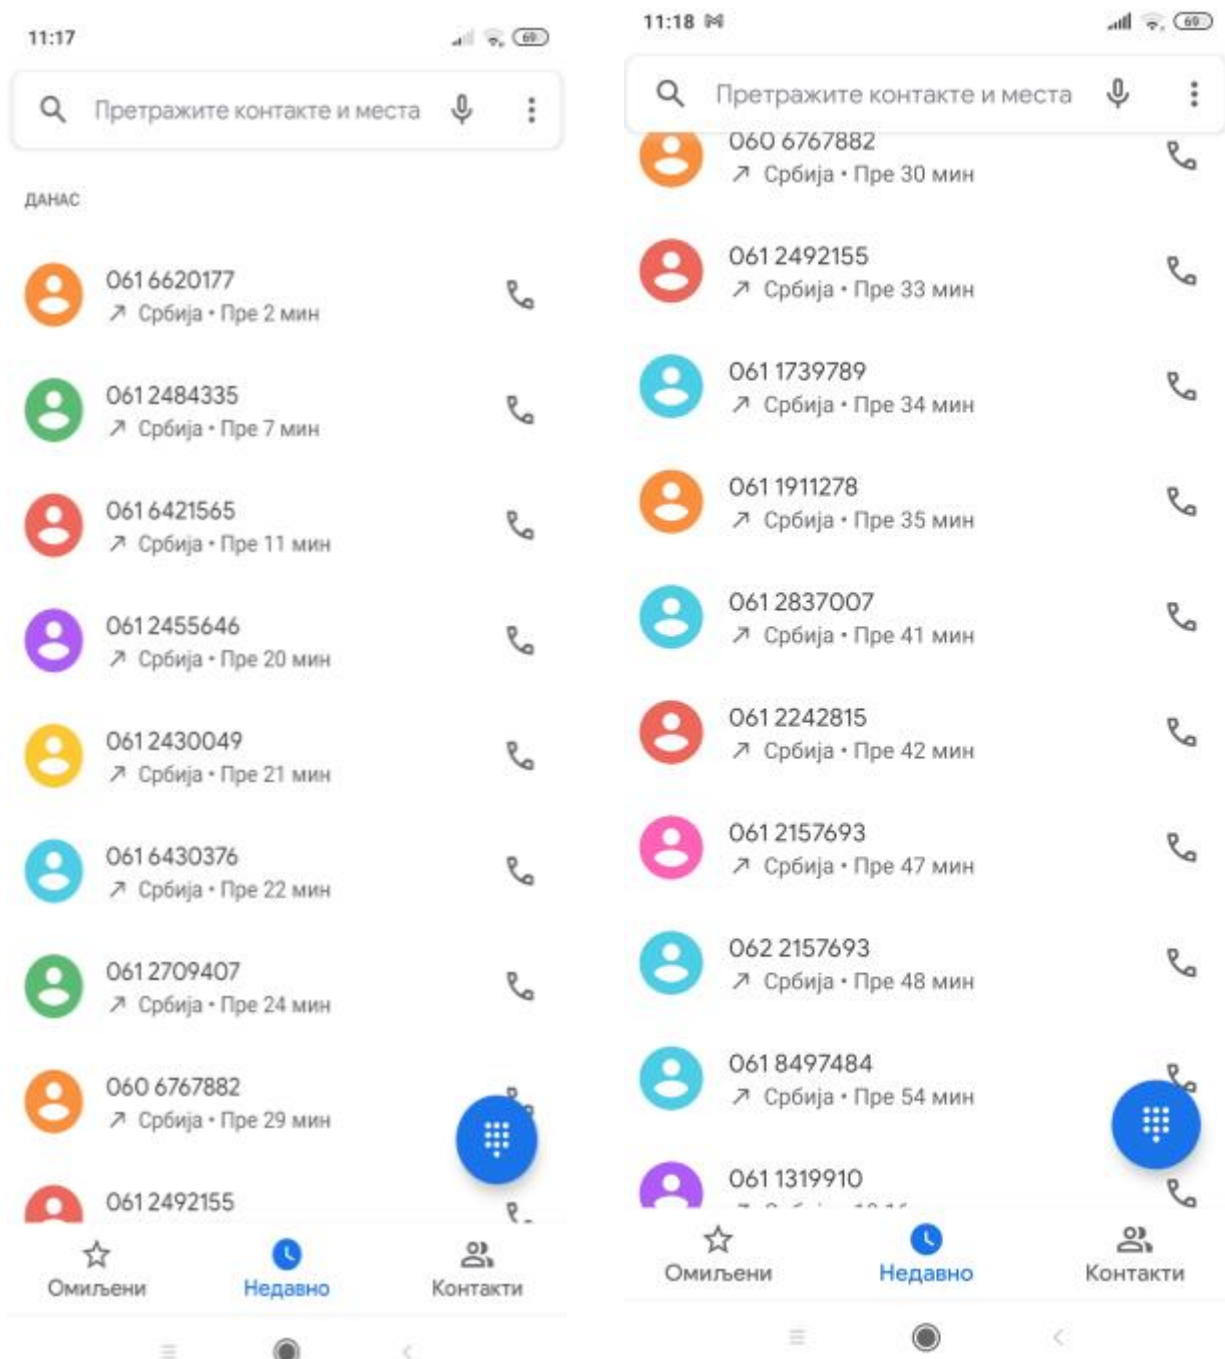 11:17
69
Претражите контакте и места
ДАНАС
061 6620177
Србија • Пре 2 мин
061 2484335
Србија • Пре 7 мин
061 6421565
Србија • Пре 11 мин
061 2455646
Србија • Пре 20 мин
061 2430049
Србија • Пре 21 мин
061 6430376
Србија • Пре 22 мин
061 2709407
Србија • Пре 24 мин
060 6767882
Србија • Пре 29 мин
061 2492155
Омиљени Недавно Контакти
11:18
69
Претражите контакте и места
060 6767882
Србија • Пре 30 мин
061 2492155
Србија • Пре 33 мин
061 1739789
Србија • Пре 34 мин
061 1911278
Србија • Пре 35 мин
061 2837007
Србија • Пре 41 мин
061 2242815
Србија • Пре 42 мин
061 2157693
Србија • Пре 47 мин
062 2157693
Србија • Пре 48 мин
061 8497484
Србија • Пре 54 мин
061 1319910
Омиљени Недавно Контакти